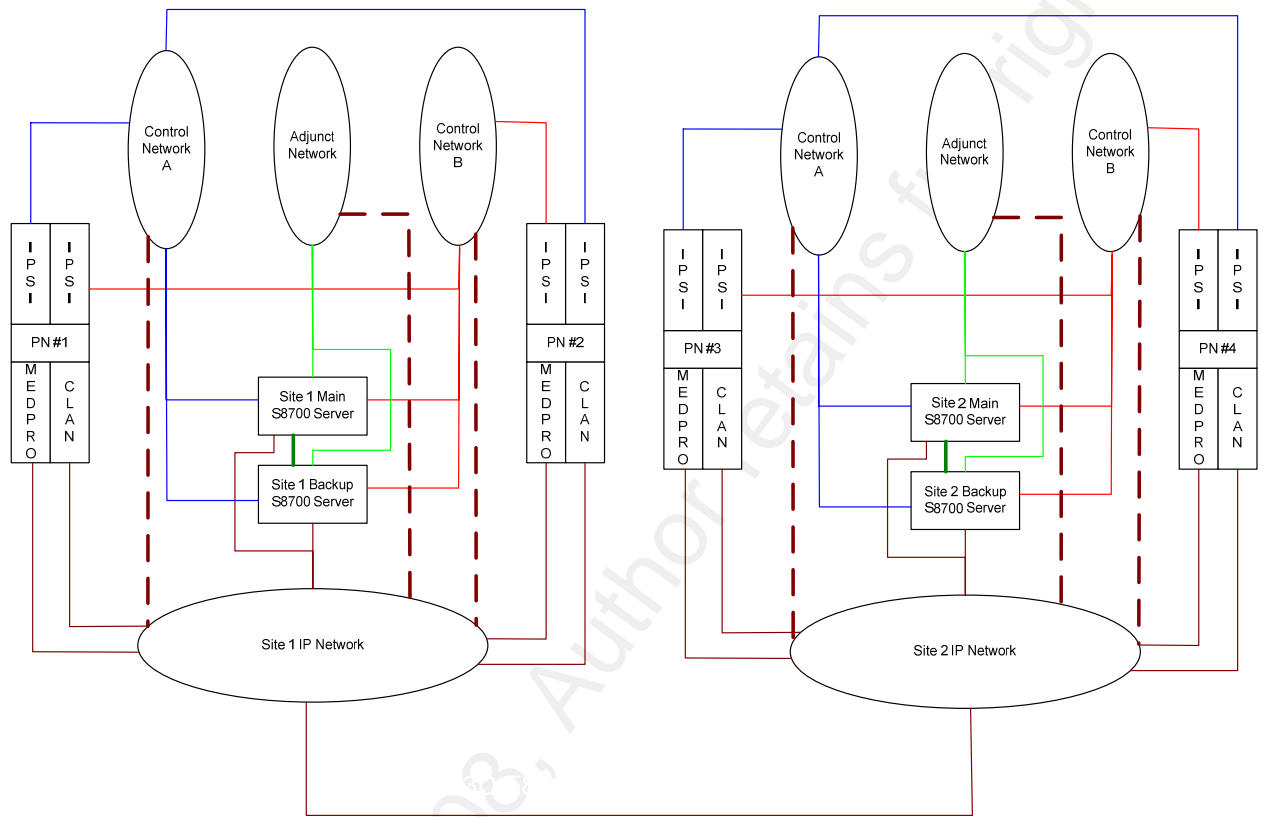 Control
Network
A
Adjunct
Network
Control
Network
B
IPSI
IPSI
PN #1
MEDPRO
CLAN
IPSI
IPSI
PN #2
MEDPRO
CLAN
Site 1 Main
S8700 Server
Site 1 Backup
S8700 Server
Site 1 IP Network
Control
Network
A
Adjunct
Network
Control
Network
B
IPSI
IPSI
PN #3
MEDPRO
CLAN
IPSI
IPSI
PN #4
MEDPRO
CLAN
Site 2 Main
S8700 Server
Site 2 Backup
S8700 Server
Site 2 IP Network
, Author retains